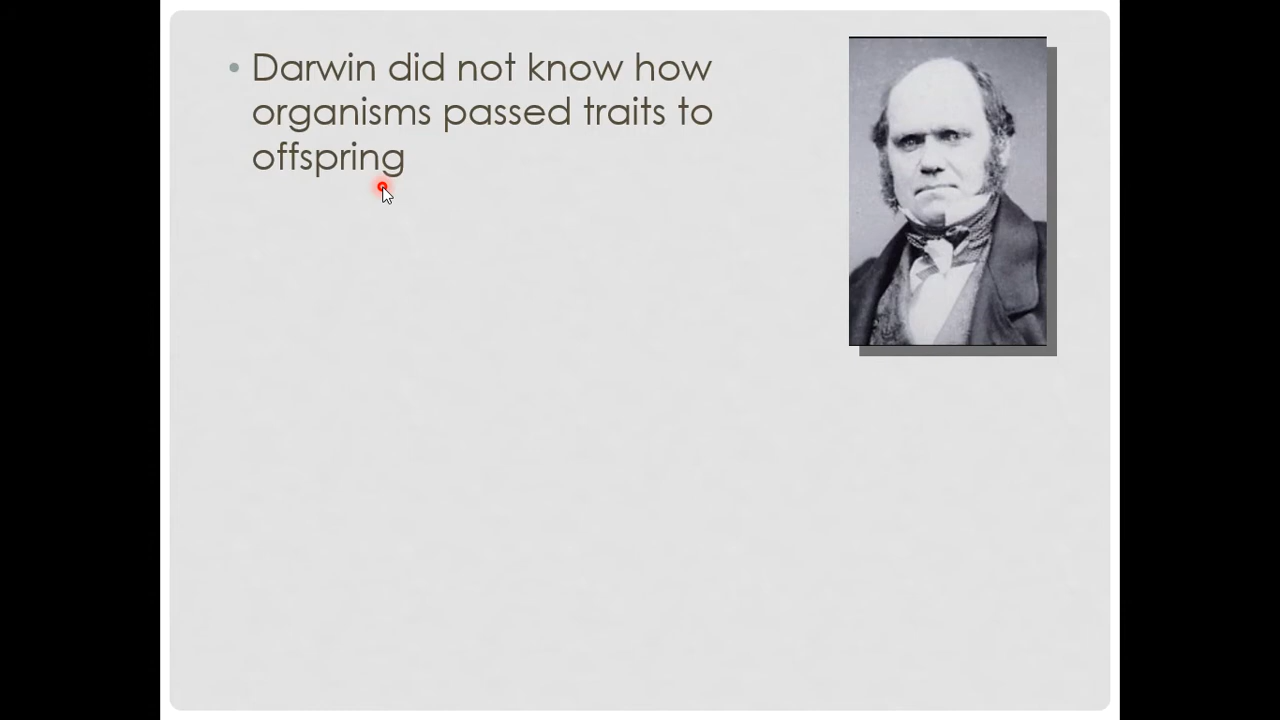 • Darwin did not know how
organisms passed traits to
offspring